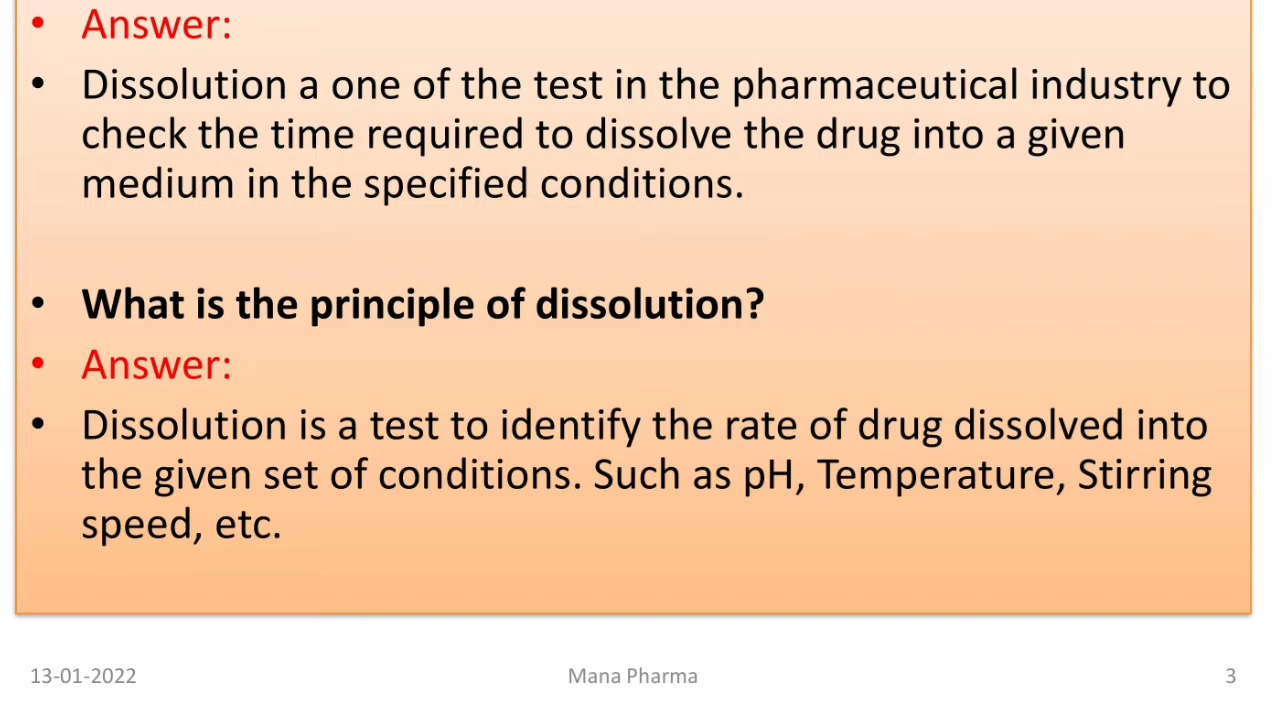 • Answer:
• Dissolution a one of the test in the pharmaceutical industry to
check the time required to dissolve the drug into a given
medium in the specified conditions.
• What is the principle of dissolution?
• Answer:
• Dissolution is a test to identify the rate of drug dissolved into
the given set of conditions. Such as pH, Temperature, Stirring
speed, etc.
13-01-2022 Mana Pharma 3